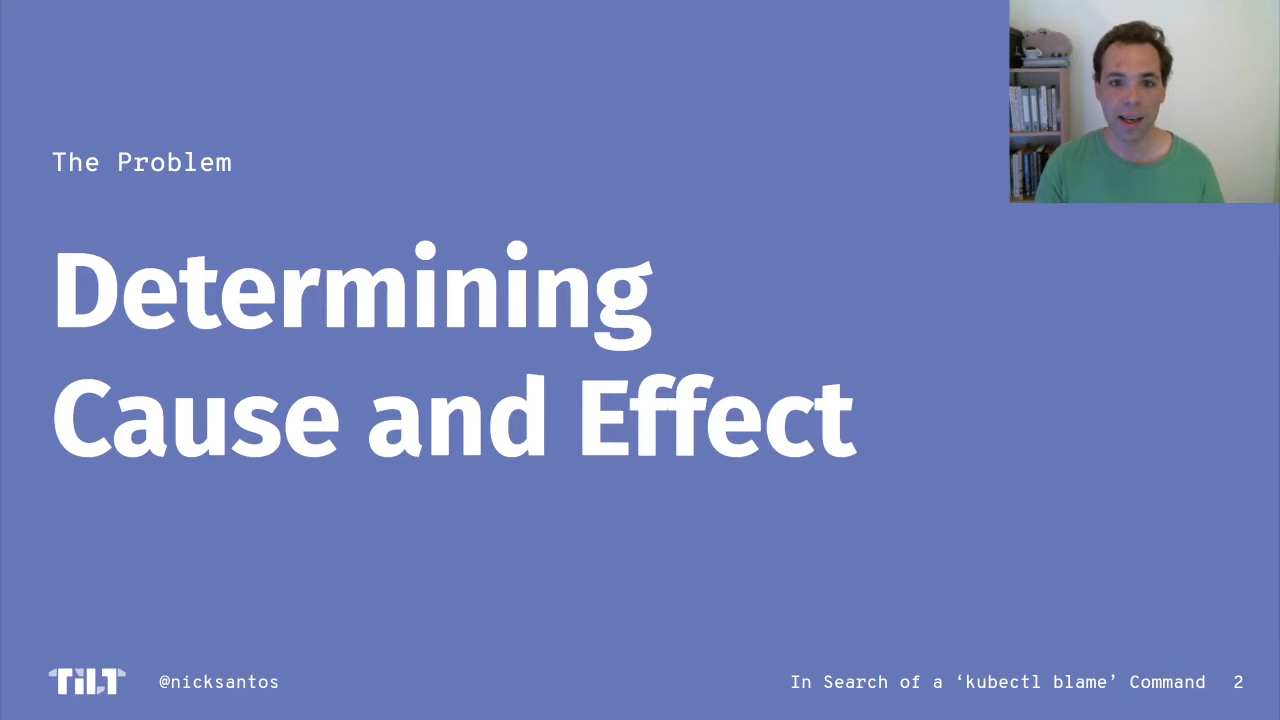 The Problem
Determining
Cause and Effect
TiLT
@nicksantos
In Search of a ‘kubectl blame’ Command
2